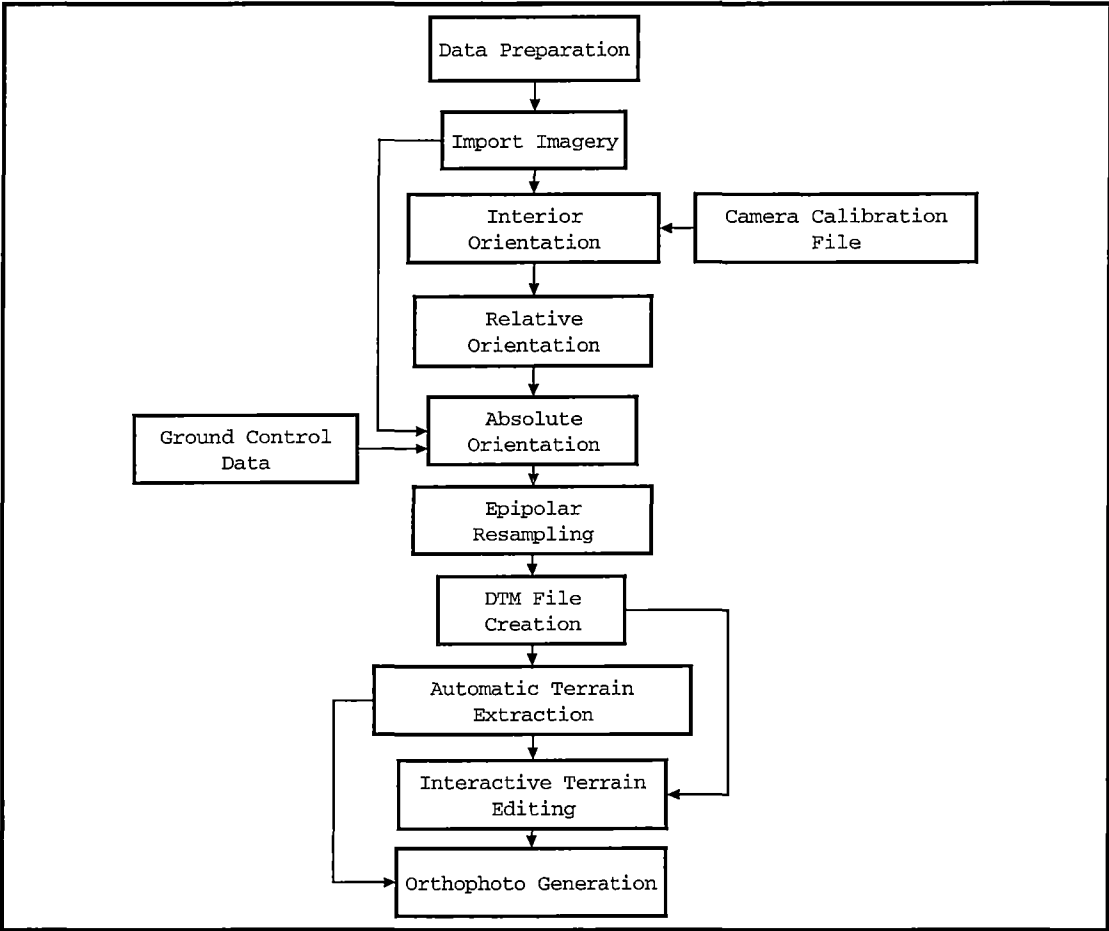 Data Preparation
Import Imagery
Interior
Orientation
Camera Calibration
File
Relative
Orientation
Absolute
Orientation
Ground Control
Data
Epipolar
Resampling
DTM File
Creation
Automatic Terrain
Extraction
Interactive Terrain
Editing
Orthophoto Generation